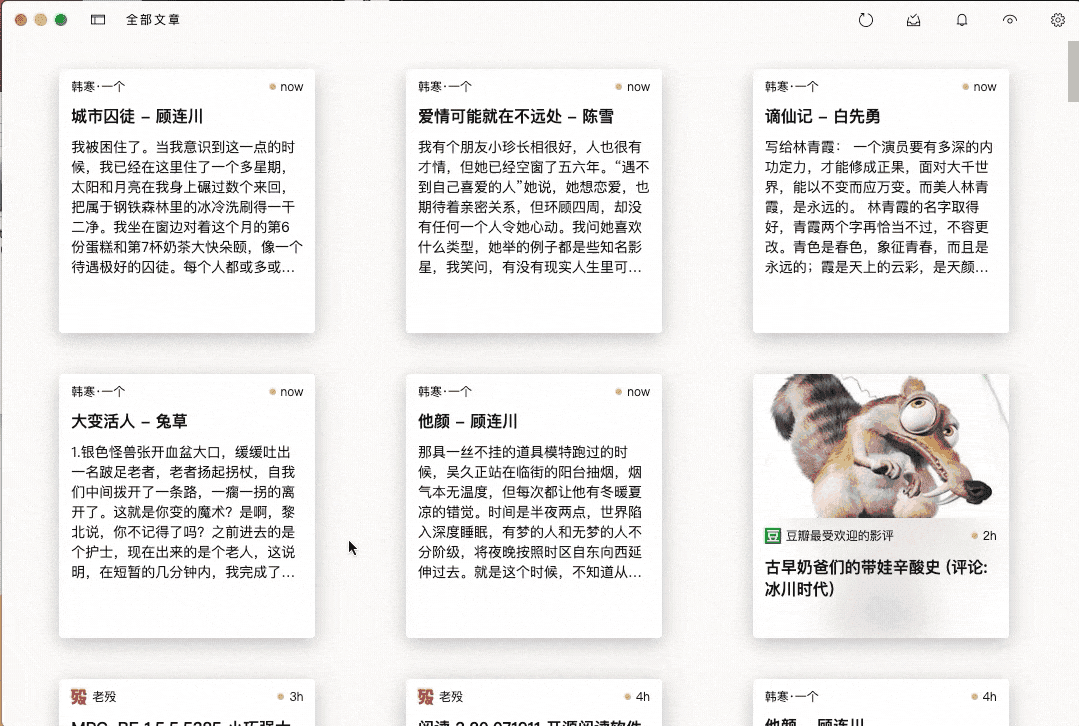 全部文章
韩寒·一个 now
城市囚徒 – 顾连川
我被困住了。当我意识到这一点的时
候，我已经在这里住了一个多星期，
太阳和月亮在我身上碾过数个来回，
把属于钢铁森林里的冰冷洗刷得一干
二净。我坐在窗边对着这个月的第6
份蛋糕和第7杯奶茶大快朵颐，像一个
待遇极好的囚徒。每个人都或多或…
韩寒·一个 now
爱情可能就在不远处 – 陈雪
我有个朋友小珍长相很好，人也很有
才情，但她已经空窗了五六年。“遇不
到自己喜爱的人”她说，她想恋爱，也
期待着亲密关系，但环顾四周，却没
有任何一个人令她心动。我问她喜欢
什么类型，她举的例子都是些知名影
星，我笑问，有没有现实人生里可…
韩寒·一个 now
谪仙记 – 白先勇
写给林青霞： 一个演员要有多深的内
功定力，才能修成正果，面对大千世
界，能以不变而应万变。而美人林青
霞，是永远的。 林青霞的名字取得
好，青霞两个字再恰当不过，不容更
改。青色是春色，象征青春，而且是
永远的；霞是天上的云彩，是天颜…
韩寒·一个 now
大变活人 – 兔草
1.银色怪兽张开血盆大口，缓缓吐出
一名跛足老者，老者扬起拐杖，自我
们中间拨开了一条路，一瘸一拐的离
开了。这就是你变的魔术？是啊，黎
北说，你不记得了吗？之前进去的是
个护士，现在出来的是个老人，这说
明，在短暂的几分钟内，我完成了…
韩寒·一个 now
他颜 – 顾连川
那具一丝不挂的道具模特跑过的时
候，吴久正站在临街的阳台抽烟，烟
气本无温度，但每次都让他有冬暖夏
凉的错觉。时间是半夜两点，世界陷
入深度睡眠，有梦的人和无梦的人不
分阶级，将夜晚按照时区自东向西延
伸过去。就是这个时候，不知道从…
豆 豆瓣最受欢迎的影评 2h
古早奶爸们的带娃辛酸史 (评论:
冰川时代)
殁 老殁 3h
殁 老殁 4h
韩寒·一个 4h
他颜 – 顾连川